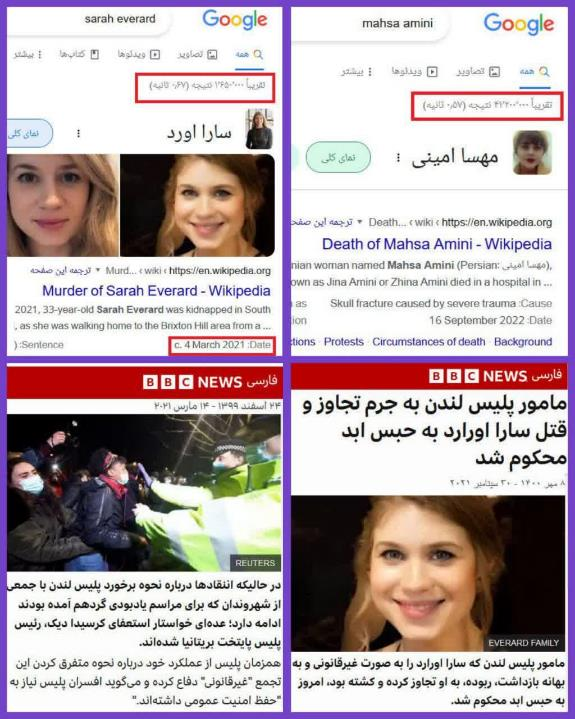 sarah everard
Google
همه
تصاویر
ویدئوها
کتاب‌ها
بیشتر
تقریباً ۱٬۶۵۰٬۰۰۰ نتیجه (۰٫۶۷ ثانیه)
سارا اورد
نمای کلی
https://en.wikipedia.org › wiki › Murd... ترجمه این صفحه
Murder of Sarah Everard - Wikipedia
2021, 33-year-old Sarah Everard was kidnapped in South
, as she was walking home to the Brixton Hill area from a ...
Date: c. 4 March 2021
Sentence:
mahsa amini
Google
همه
تصاویر
ویدئوها
بیشتر
تقریباً ۴۱٬۲۰۰٬۰۰۰ نتیجه (۰٫۵۷ ثانیه)
مهسا امینی
نمای کلی
https://en.wikipedia.org › wiki › Death... ترجمه این صفح
Death of Mahsa Amini - Wikipedia
nian woman named Mahsa Amini (Persian: مهسا امینی),
own as Jina Amini or Zhina Amini died in a hospital in ...
Cause: Skull fracture caused by severe trauma
as
Date: 16 September 2022
tion
ctions · Protests · Circumstances of death · Background
BBC NEWS فارسی
۲۴ اسفند ۱۳۹۹ - ۱۴ مارس ۲۰۲۱
REUTERS
در حالیکه انتقادها درباره نحوه برخورد پلیس لندن با جمعی
از شهروندان که برای مراسم یادبودی گردهم آمده بودند
ادامه دارد؛ عده‌ای خواستار استعفای کرسیدا دیک، رئیس
پلیس پایتخت بریتانیا شده‌اند.
همزمان پلیس از عملکرد خود درباره نحوه متفرق کردن این
تجمع "غیرقانونی" دفاع کرده و می‌گوید افسران پلیس نیاز به
"حفظ امنیت عمومی داشته‌اند."
BBC NEWS فارسی
مامور پلیس لندن به جرم تجاوز و
قتل سارا اورارد به حبس ابد
محکوم شد
۸ مهر ۱۴۰۰ - ۳۰ سپتامبر ۲۰۲۱
EVERARD FAMILY
مامور پلیس لندن که سارا اورارد را به صورت غیرقانونی و به
بهانه بازداشت، ربوده، به او تجاوز کرده و کشته بود، امروز
به حبس ابد محکوم شد.